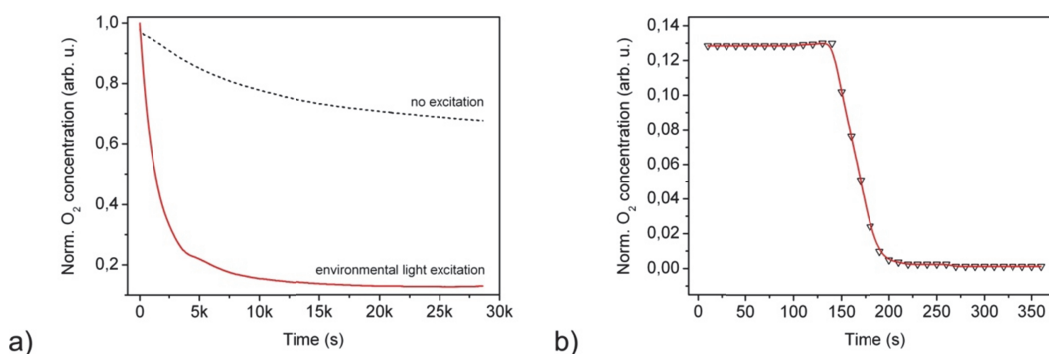 1,0
0,8
0,6
0,4
0,2
Norm. O2 concentration (arb. u.)
no excitation
environmental light excitation
0 5k 10k 15k 20k 25k 30k
Time (s)
a)
0,14
0,12
0,10
0,08
0,06
0,04
0,02
0,00
Norm. O2 concentration (arb. u.)
0 50 100 150 200 250 300 350
Time (s)
b)